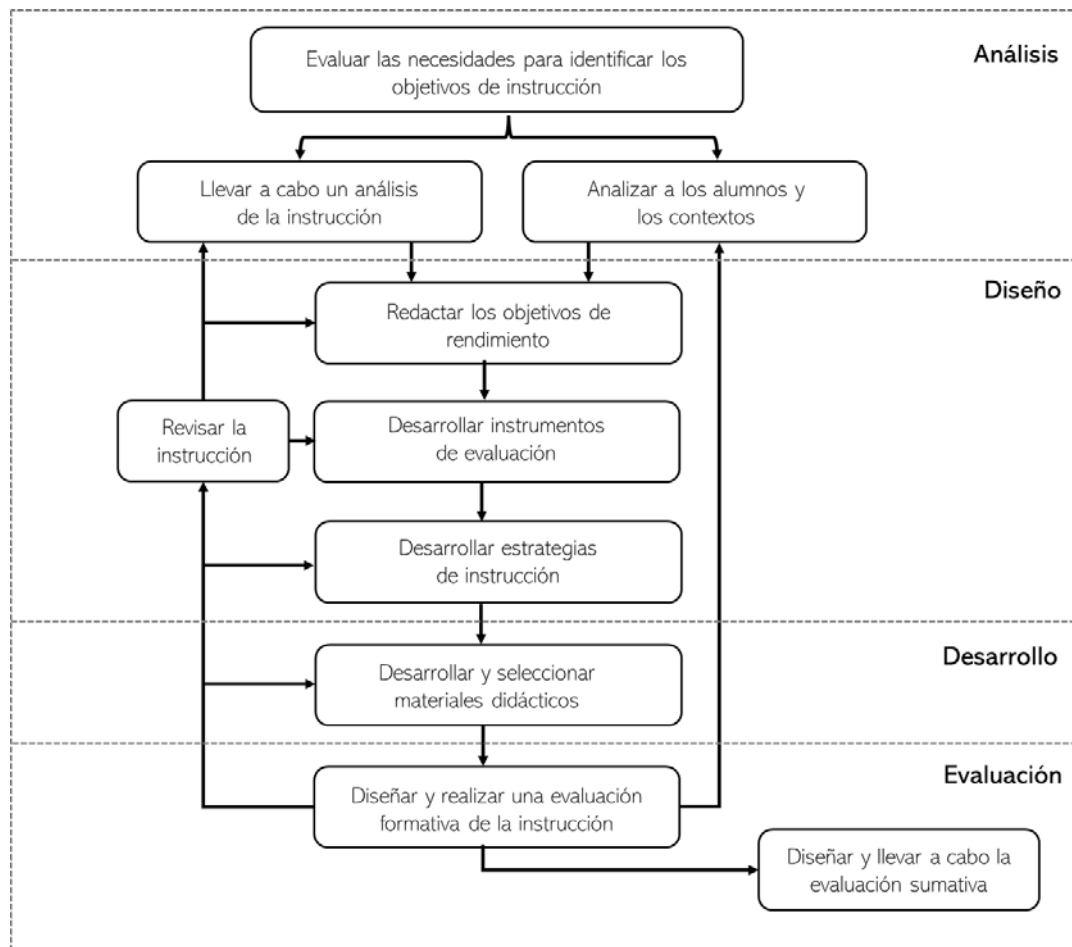 Análisis
Evaluar las necesidades para identificar los
objetivos de instrucción
Llevar a cabo un análisis
de la instrucción
Analizar a los alumnos y
los contextos
Diseño
Redactar los objetivos de
rendimiento
Revisar la
instrucción
Desarrollar instrumentos
de evaluación
Desarrollar estrategias
de instrucción
Desarrollo
Desarrollar y seleccionar
materiales didácticos
Evaluación
Diseñar y realizar una evaluación
formativa de la instrucción
Diseñar y llevar a cabo la
evaluación sumativa